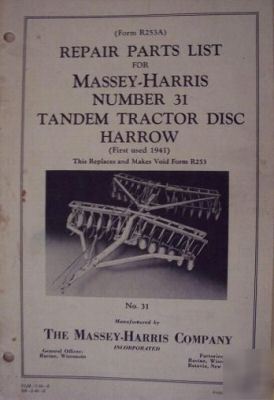 (Form R253A)
REPAIR PARTS LIST
FOR
MASSEY-HARRIS
NUMBER 31
TANDEM TRACTOR DISC
HARROW
(First used 1941)
This Replaces and Makes Void Form R253
No. 31
Manufactured by
THE MASSEY-HARRIS COMPANY
INCORPORATED
General Offices:
Racine, Wisconsin
Factories:
Racine, Wisc
Batavia, New